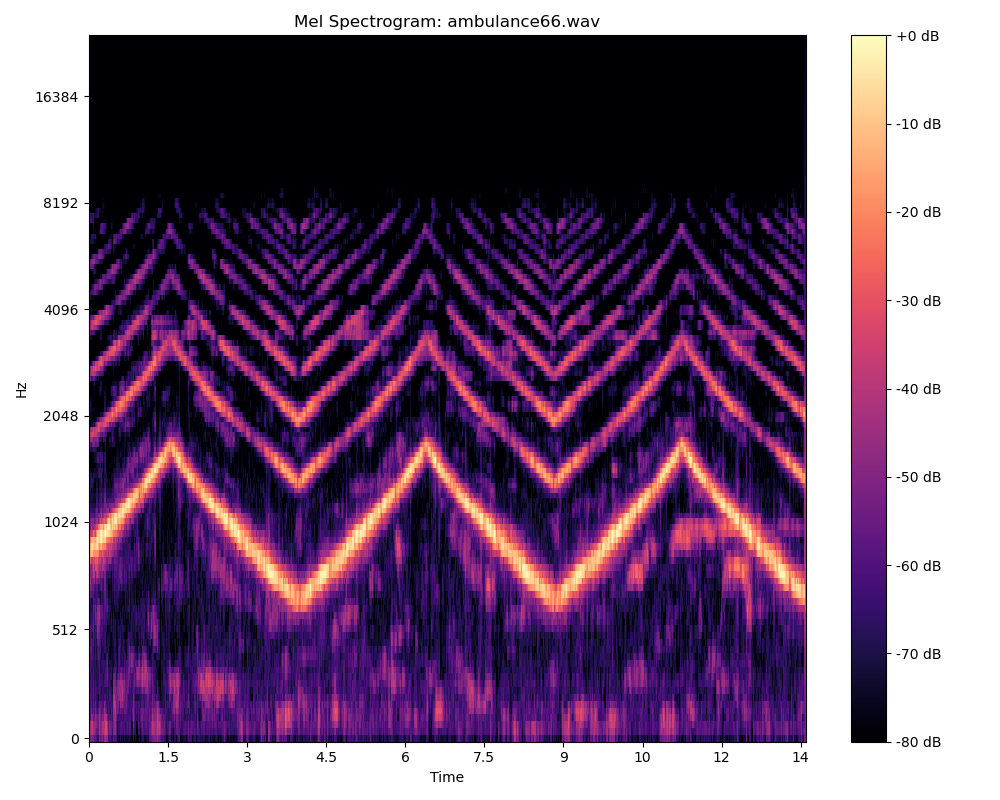 Mel Spectrogram: ambulance66.wav
Hz
16384
8192
4096
2048
1024
512
0
0 1.5 3 4.5 6 7.5 9 10 12 14
Time
+0 dB
-10 dB
-20 dB
-30 dB
-40 dB
-50 dB
-60 dB
-70 dB
-80 dB